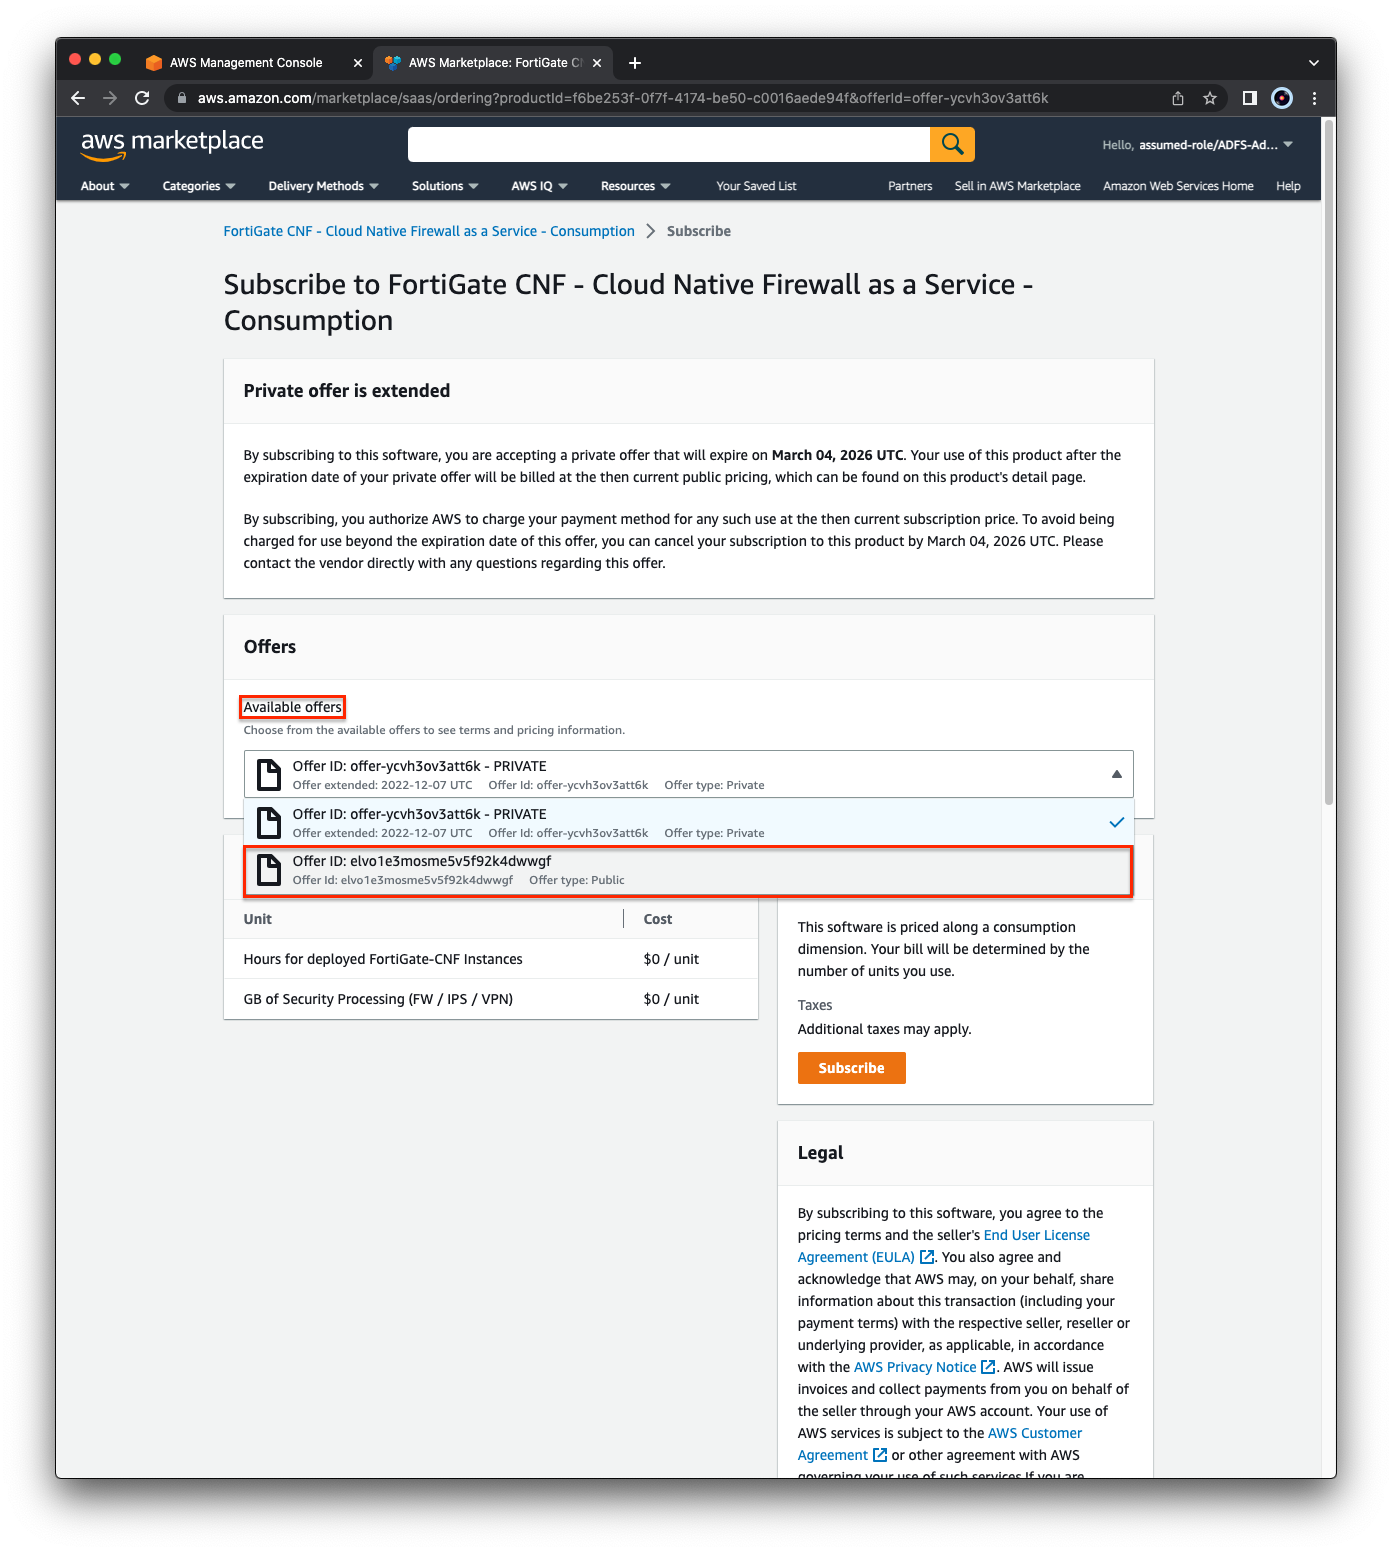 AWS Management Console
AWS Marketplace: FortiGate
aws.amazon.com/marketplace/saas/ordering?productId=f6be253f-0f7f-4174-be50-c0016aede94f&offerId=offer-ycvh3ov3att6k
aws marketplace
Hello, assumed-role/ADFS-Ad...
About Categories Delivery Methods Solutions AWS IQ Resources Your Saved List Partners Sell in AWS Marketplace Amazon Web Services Home Help
FortiGate CNF - Cloud Native Firewall as a Service - Consumption Subscribe
Subscribe to FortiGate CNF - Cloud Native Firewall as a Service -
Consumption
Private offer is extended
By subscribing to this software, you are accepting a private offer that will expire on March 04, 2026 UTC. Your use of this product after the
expiration date of your private offer will be billed at the then current public pricing, which can be found on this product's detail page.
By subscribing, you authorize AWS to charge your payment method for any such use at the then current subscription price. To avoid being
charged for use beyond the expiration date of this offer, you can cancel your subscription to this product by March 04, 2026 UTC. Please
contact the vendor directly with any questions regarding this offer.
Offers
Available offers
Choose from the available offers to see terms and pricing information.
Offer ID: offer-ycvh3ov3att6k - PRIVATE
Offer extended: 2022-12-07 UTC Offer Id: offer-ycvh3ov3att6k Offer type: Private
Offer ID: offer-ycvh3ov3att6k - PRIVATE
Offer extended: 2022-12-07 UTC Offer Id: offer-ycvh3ov3att6k Offer type: Private
Offer ID: elvo1e3mosme5v5f92k4dwwgf
Offer Id: elvo1e3mosme5v5f92k4dwwgf Offer type: Public
Unit Cost
Hours for deployed FortiGate-CNF Instances $0 / unit
GB of Security Processing (FW / IPS / VPN) $0 / unit
This software is priced along a consumption
dimension. Your bill will be determined by the
number of units you use.
Taxes
Additional taxes may apply.
Subscribe
Legal
By subscribing to this software, you agree to the
pricing terms and the seller's End User License
Agreement (EULA) . You also agree and
acknowledge that AWS may, on your behalf, share
information about this transaction (including your
payment terms) with the respective seller, reseller or
underlying provider, as applicable, in accordance
with the AWS Privacy Notice . AWS will issue
invoices and collect payments from you on behalf of
the seller through your AWS account. Your use of
AWS services is subject to the AWS Customer
Agreement or other agreement with AWS
governing your use of such services.If you are